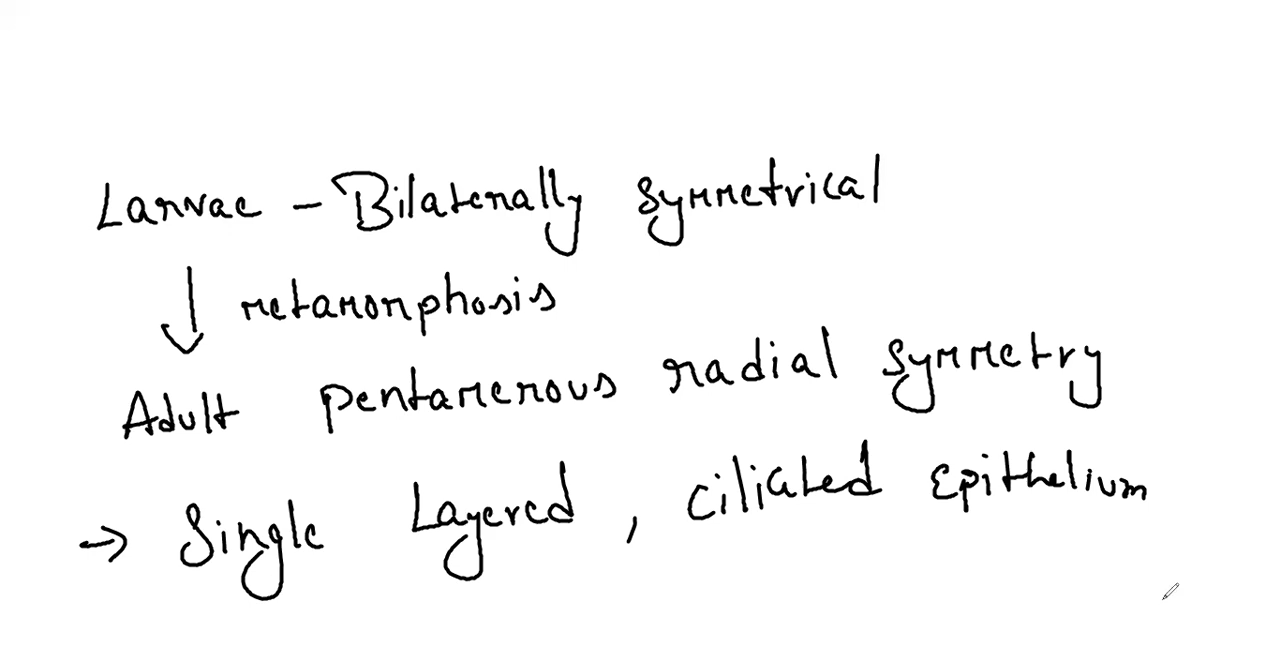 Larvae - Bilaterally symmetrical
↓ metamorphosis
Adult pentamerous radial symmetry
→ Single Layered, ciliated Epithelium